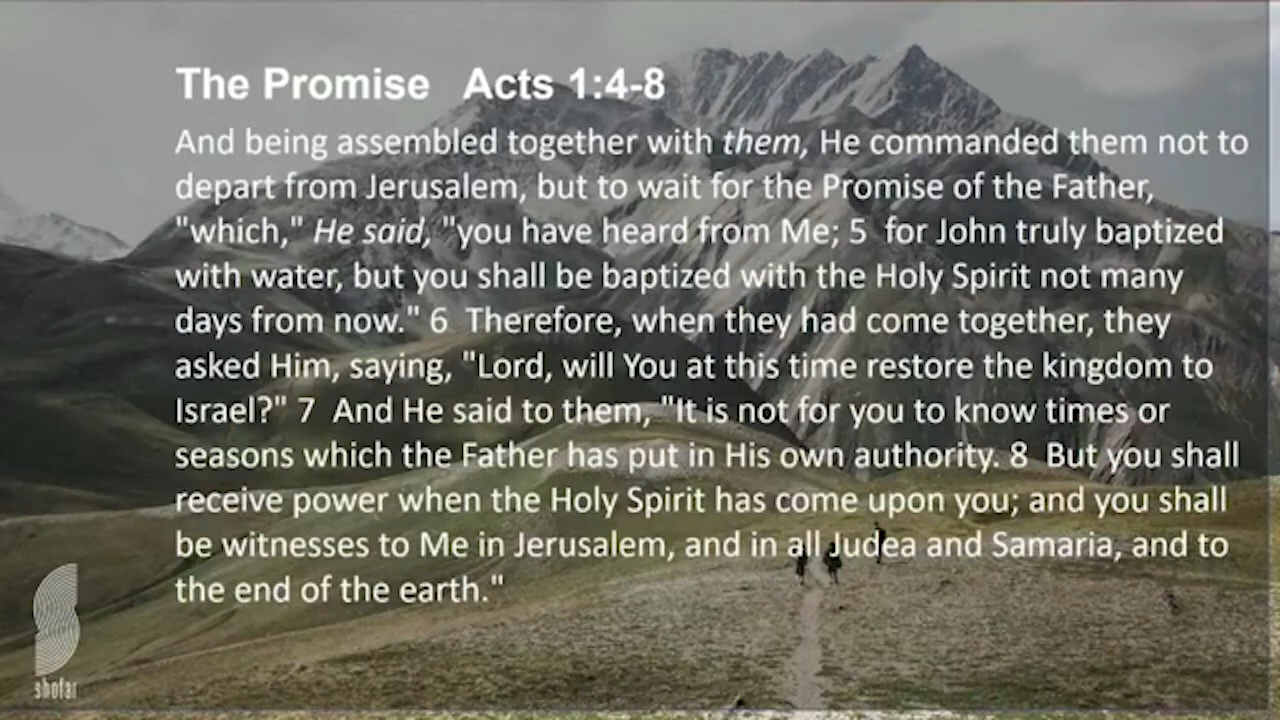 The Promise Acts 1:4-8
And being assembled together with them, He commanded them not to
depart from Jerusalem, but to wait for the Promise of the Father,
"which," He said, "you have heard from Me; 5 for John truly baptized
with water, but you shall be baptized with the Holy Spirit not many
days from now." 6 Therefore, when they had come together, they
asked Him, saying, "Lord, will You at this time restore the kingdom to
Israel?" 7 And He said to them, "It is not for you to know times or
seasons which the Father has put in His own authority. 8 But you shall
receive power when the Holy Spirit has come upon you; and you shall
be witnesses to Me in Jerusalem, and in all Judea and Samaria, and to
the end of the earth."
shofar